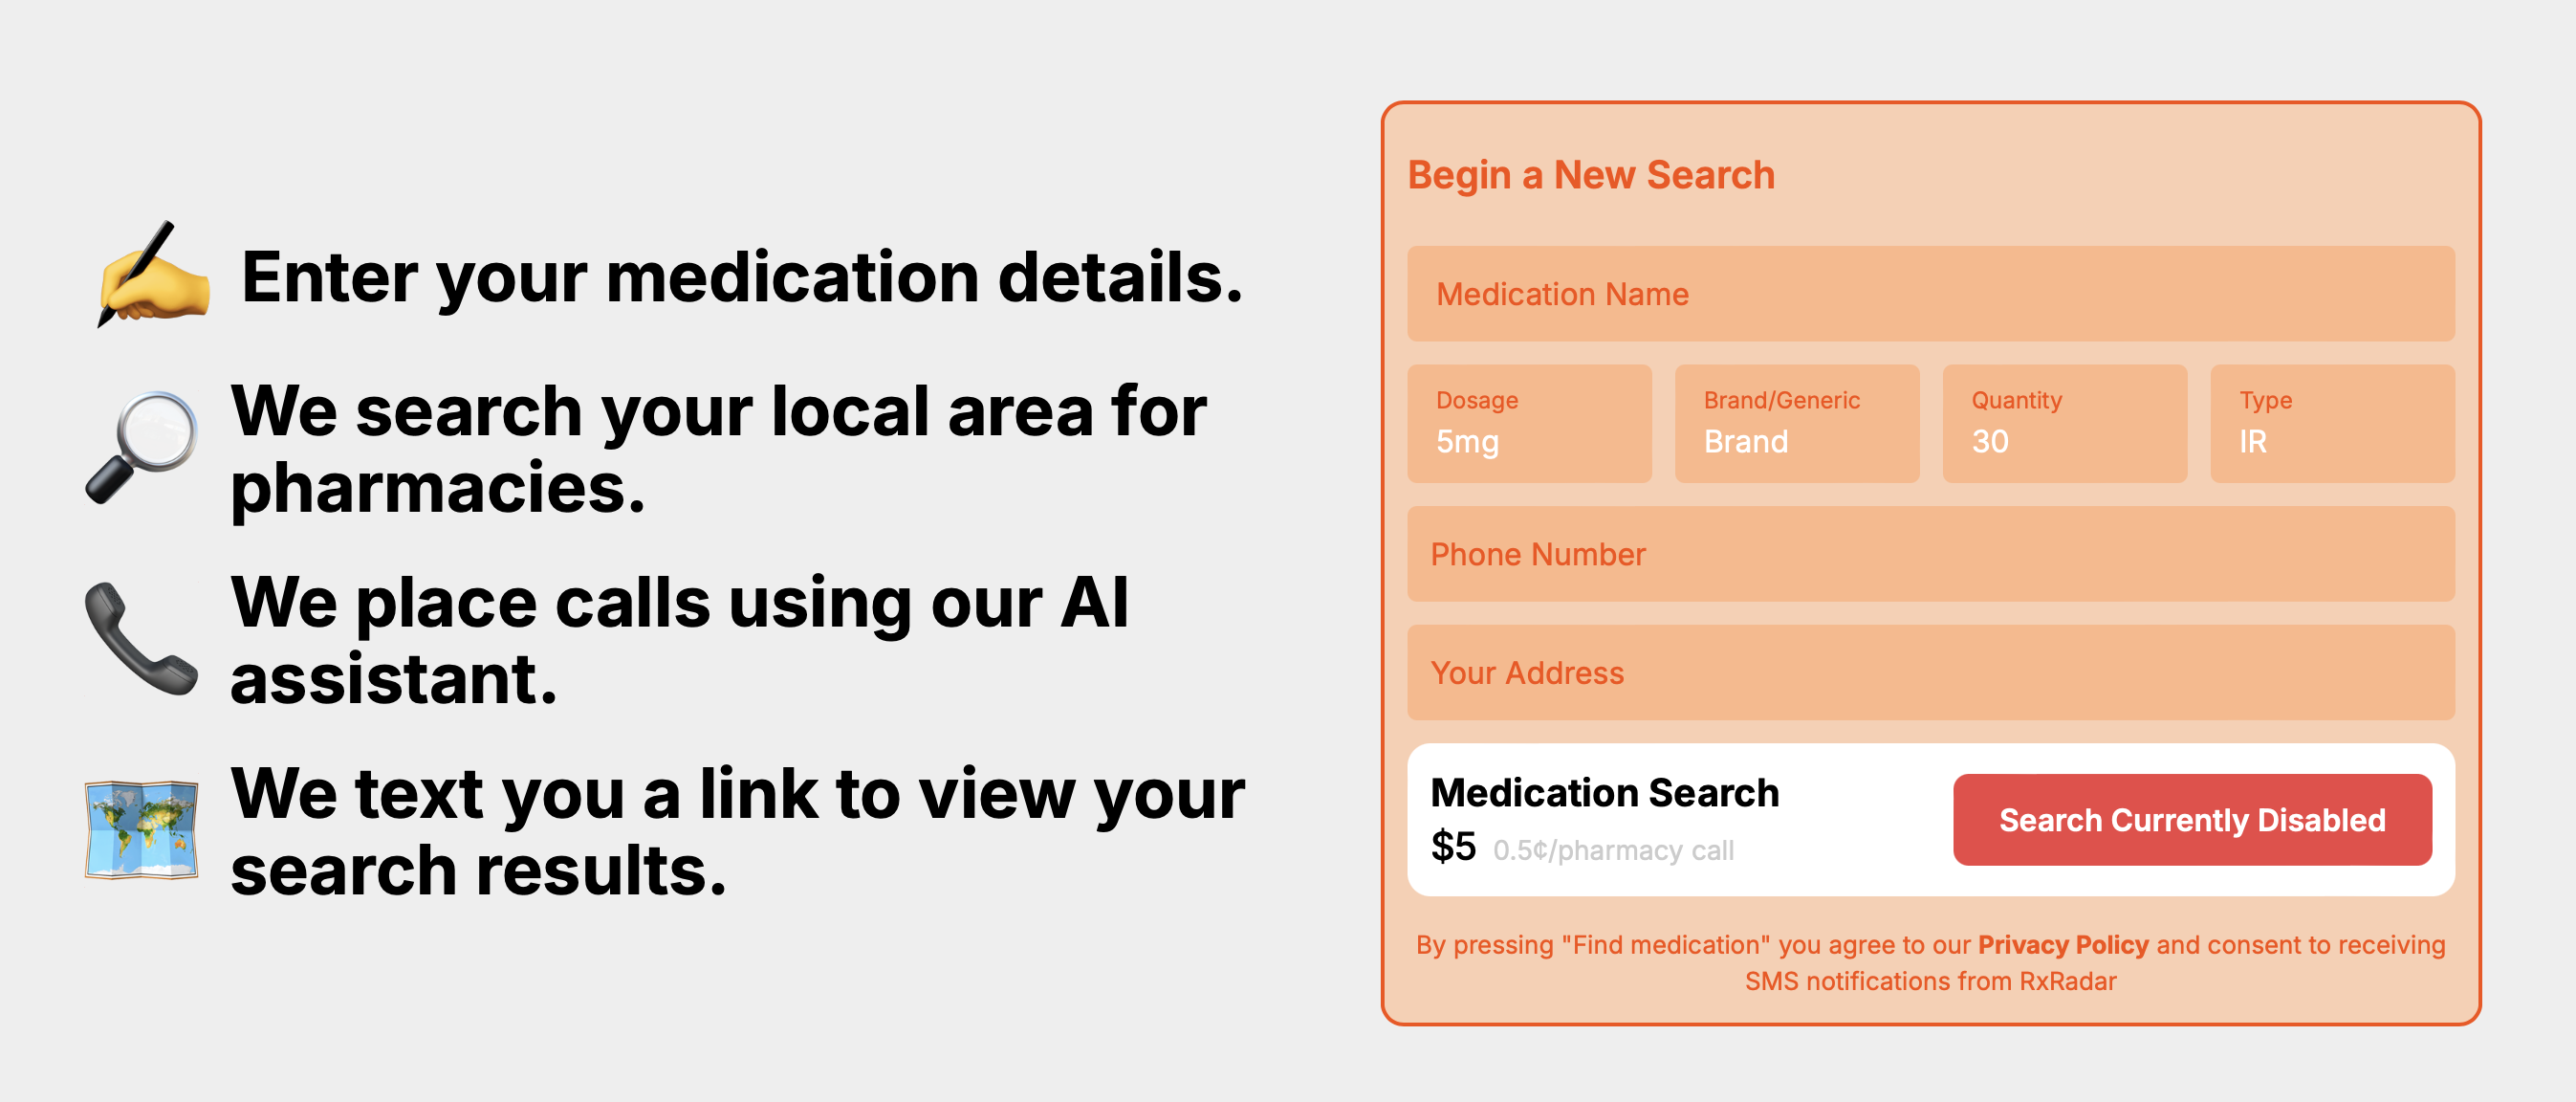 Enter your medication details.
We search your local area for
pharmacies.
We place calls using our AI
assistant.
We text you a link to view your
search results.
Begin a New Search
Medication Name
Dosage
5mg
Brand/Generic
Brand
Quantity
30
Type
IR
Phone Number
Your Address
Medication Search
$5 0.5¢/pharmacy call
Search Currently Disabled
By pressing "Find medication" you agree to our Privacy Policy and consent to receiving
SMS notifications from RxRadar